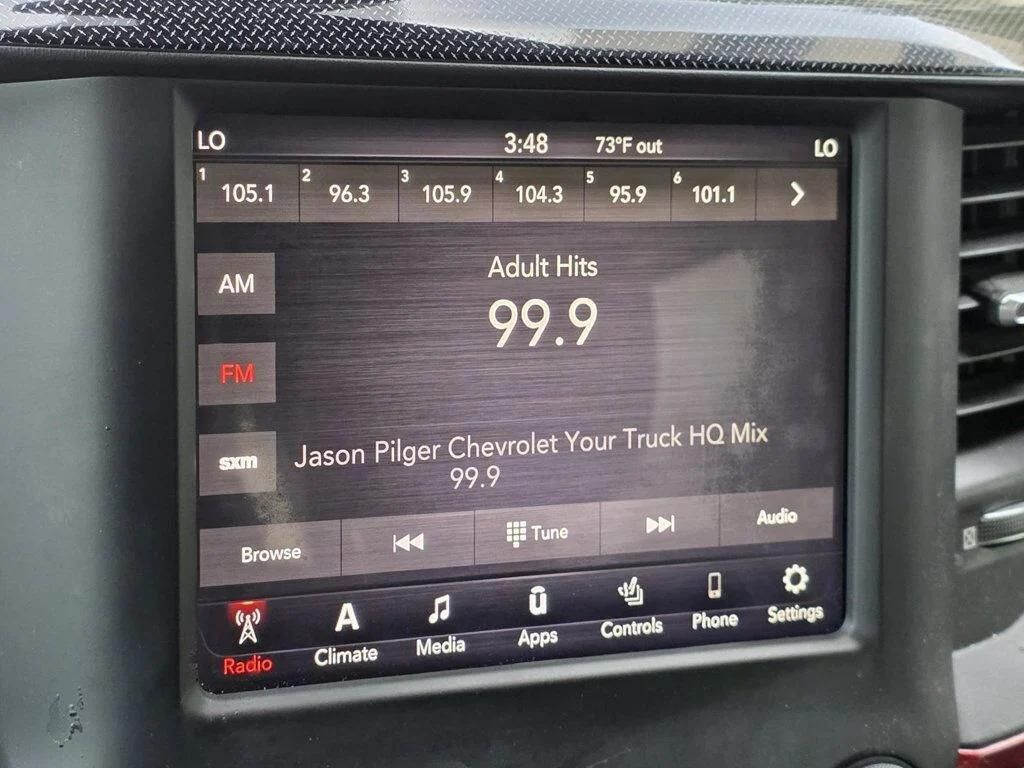 LO 3:48 73°F out LO
1 105.1 2 96.3 3 105.9 4 104.3 5 95.9 6 101.1
Adult Hits
AM
99.9
FM
Jason Pilger Chevrolet Your Truck HQ Mix
99.9
sxm
Browse Tune Audio
Radio Climate Media Apps Controls Phone Settings